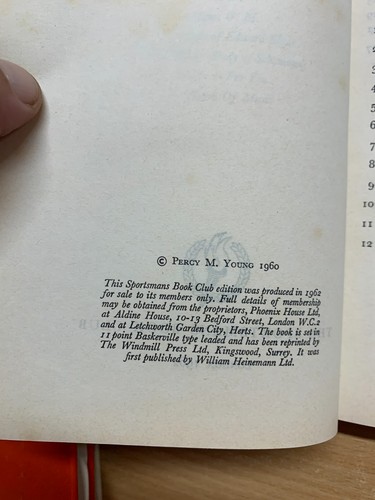 © Percy M. Young 1960
This Sportsmans Book Club edition was produced in 1962
for sale to its members only. Full details of membership
may be obtained from the proprietors, Phoenix House Ltd,
at Aldine House, 10-13 Bedford Street, London W.C.2
and at Letchworth Garden City, Herts. The book is set in
11 point Baskerville type leaded and has been reprinted by
The Windmill Press Ltd, Kingswood, Surrey. It was
first published by William Heinemann Ltd.
2
3
4
5
6
7
8
9
10
11
12